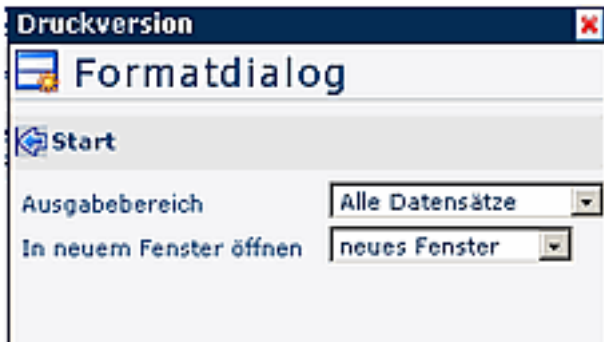 Druckversion
Formatdialog
Start
Ausgabebereich Alle Datensätze
In neuem Fenster öffnen neues Fenster